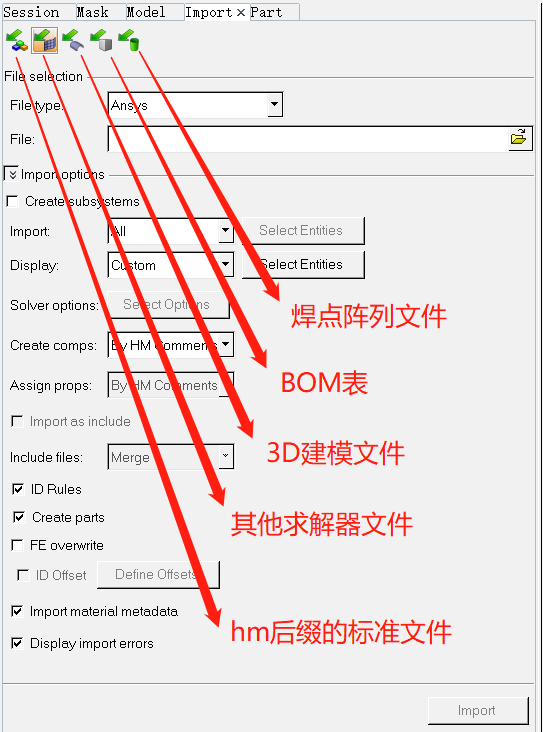 Session Mask Model Import × Part
File selection
File type: Ansys
File:
Import options
Create subsystems
Import: All Select Entities
Display: Custom Select Entities
Solver options: Select Options
焊点阵列文件
Create comps: By HM Comments
BOM表
Assign props: By HM Comments
Import as include
3D建模文件
Include files: Merge
ID Rules
Create parts
其他求解器文件
FE overwrite
ID Offset Define Offsets
Import material metadata
hm后缀的标准文件
Display import errors
Import